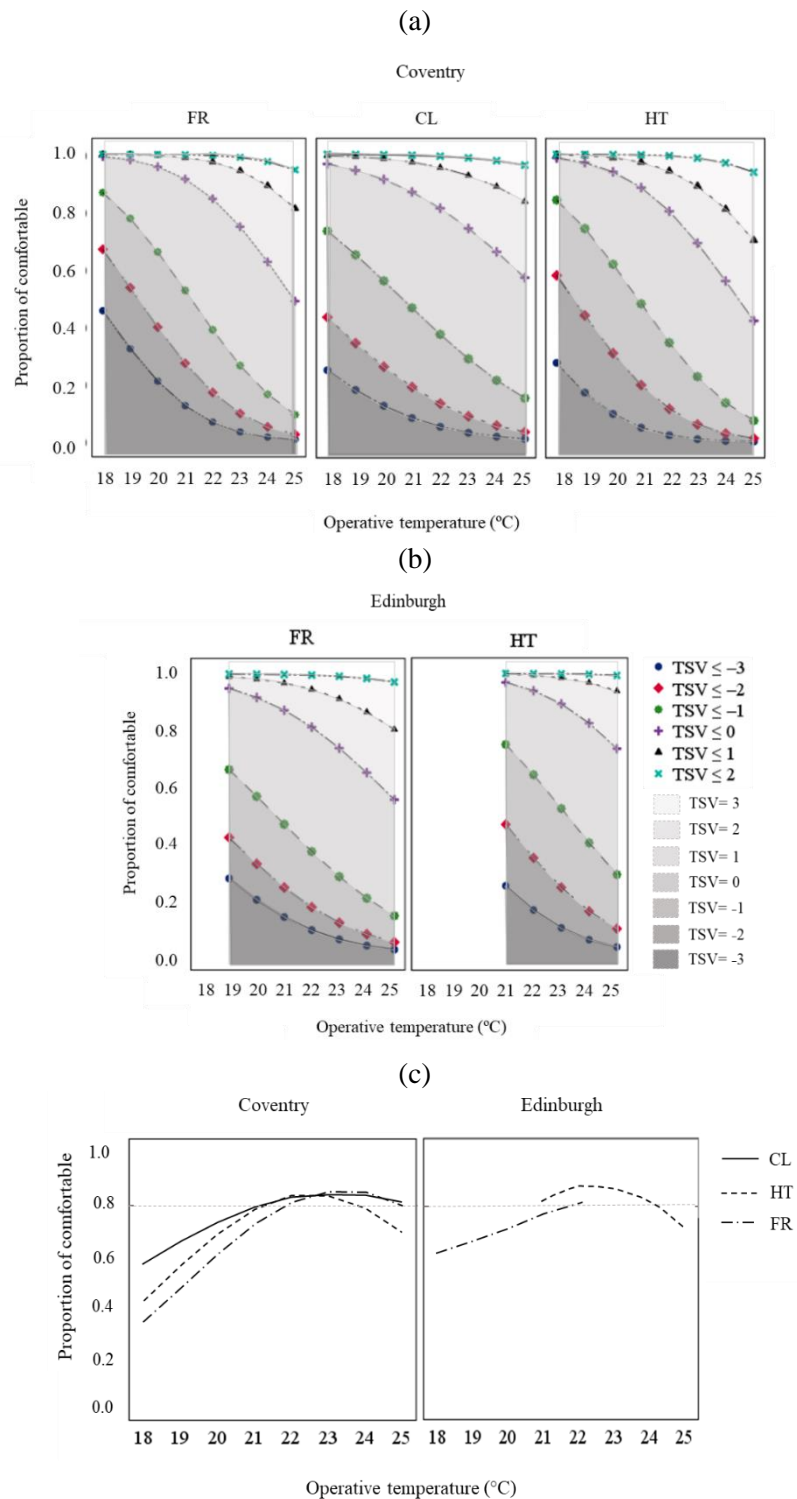 (a)
Coventry
FR CL HT
Proportion of comfortable
1.0
0.8
0.6
0.4
0.2
0.0
18 19 20 21 22 23 24 25 18 19 20 21 22 23 24 25 18 19 20 21 22 23 24 25
Operative temperature (ºC)
(b)
Edinburgh
FR HT
Proportion of comfortable
1.0
0.8
0.6
0.4
0.2
0.0
18 19 20 21 22 23 24 25 18 19 20 21 22 23 24 25
Operative temperature (ºC)
TSV ≤ −3
TSV ≤ −2
TSV ≤ −1
TSV ≤ 0
TSV ≤ 1
TSV ≤ 2
TSV= 3
TSV= 2
TSV= 1
TSV= 0
TSV= -1
TSV= -2
TSV= -3
(c)
Coventry Edinburgh
Proportion of comfortable
1.0
0.8
0.6
0.4
0.2
0.0
18 19 20 21 22 23 24 25 18 19 20 21 22 23 24 25
Operative temperature (°C)
CL
HT
FR